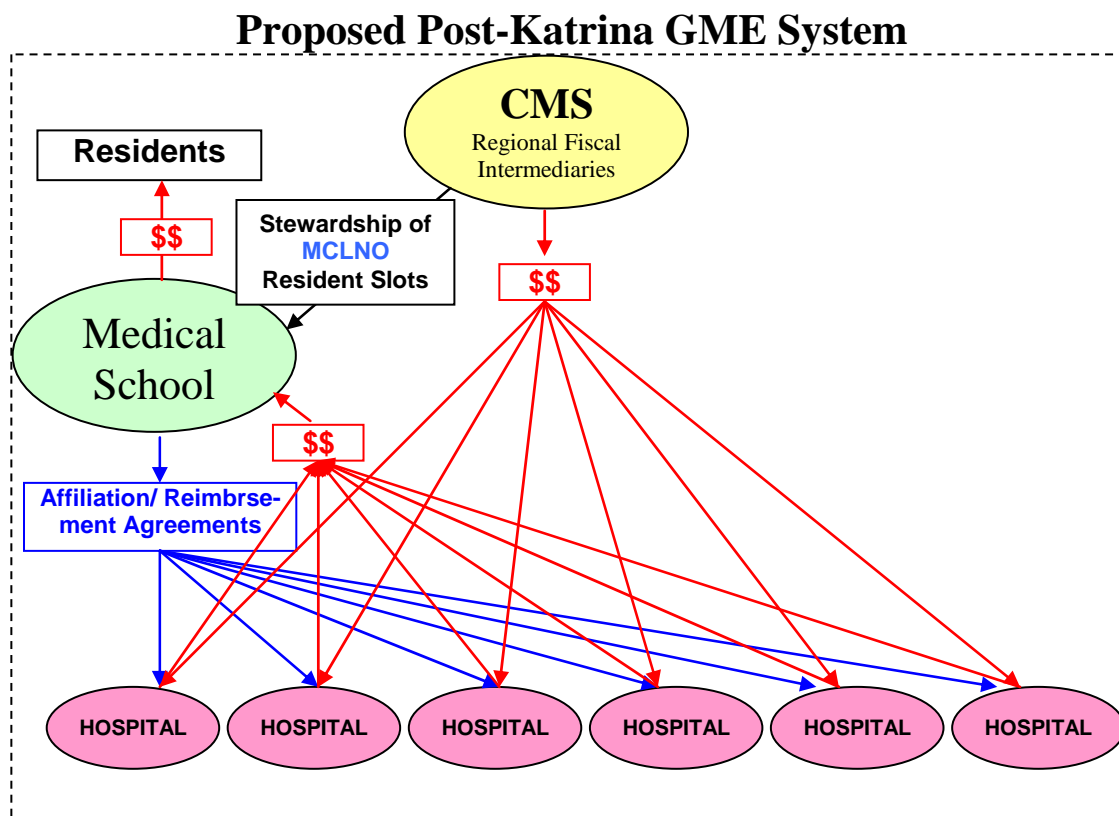 Proposed Post-Katrina GME System
CMS
Regional Fiscal
Intermediaries
Residents
$$
Stewardship of
MCLNO
Resident Slots
$$
Medical
School
$$
Affiliation/ Reimbrse-
ment Agreements
HOSPITAL
HOSPITAL
HOSPITAL
HOSPITAL
HOSPITAL
HOSPITAL